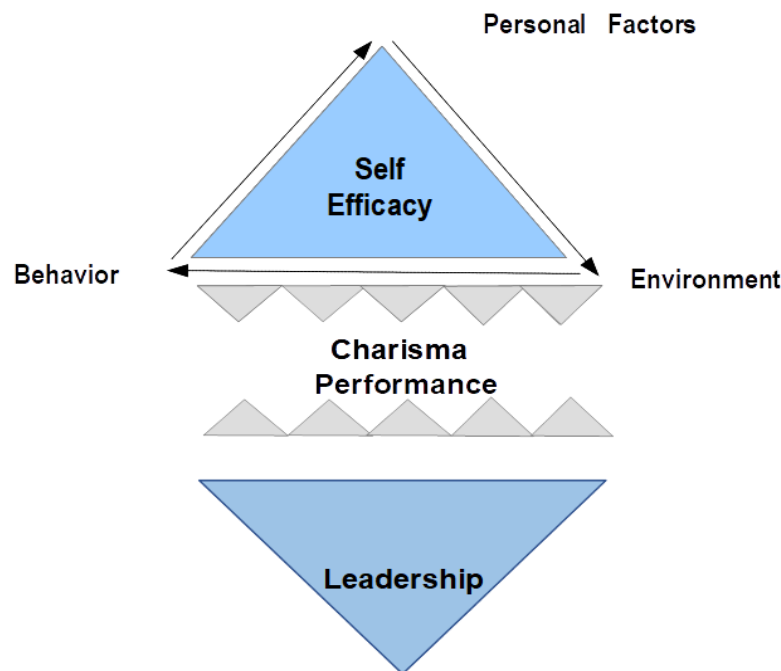 Personal Factors
Self
Efficacy
Behavior
Environment
Charisma
Performance
Leadership